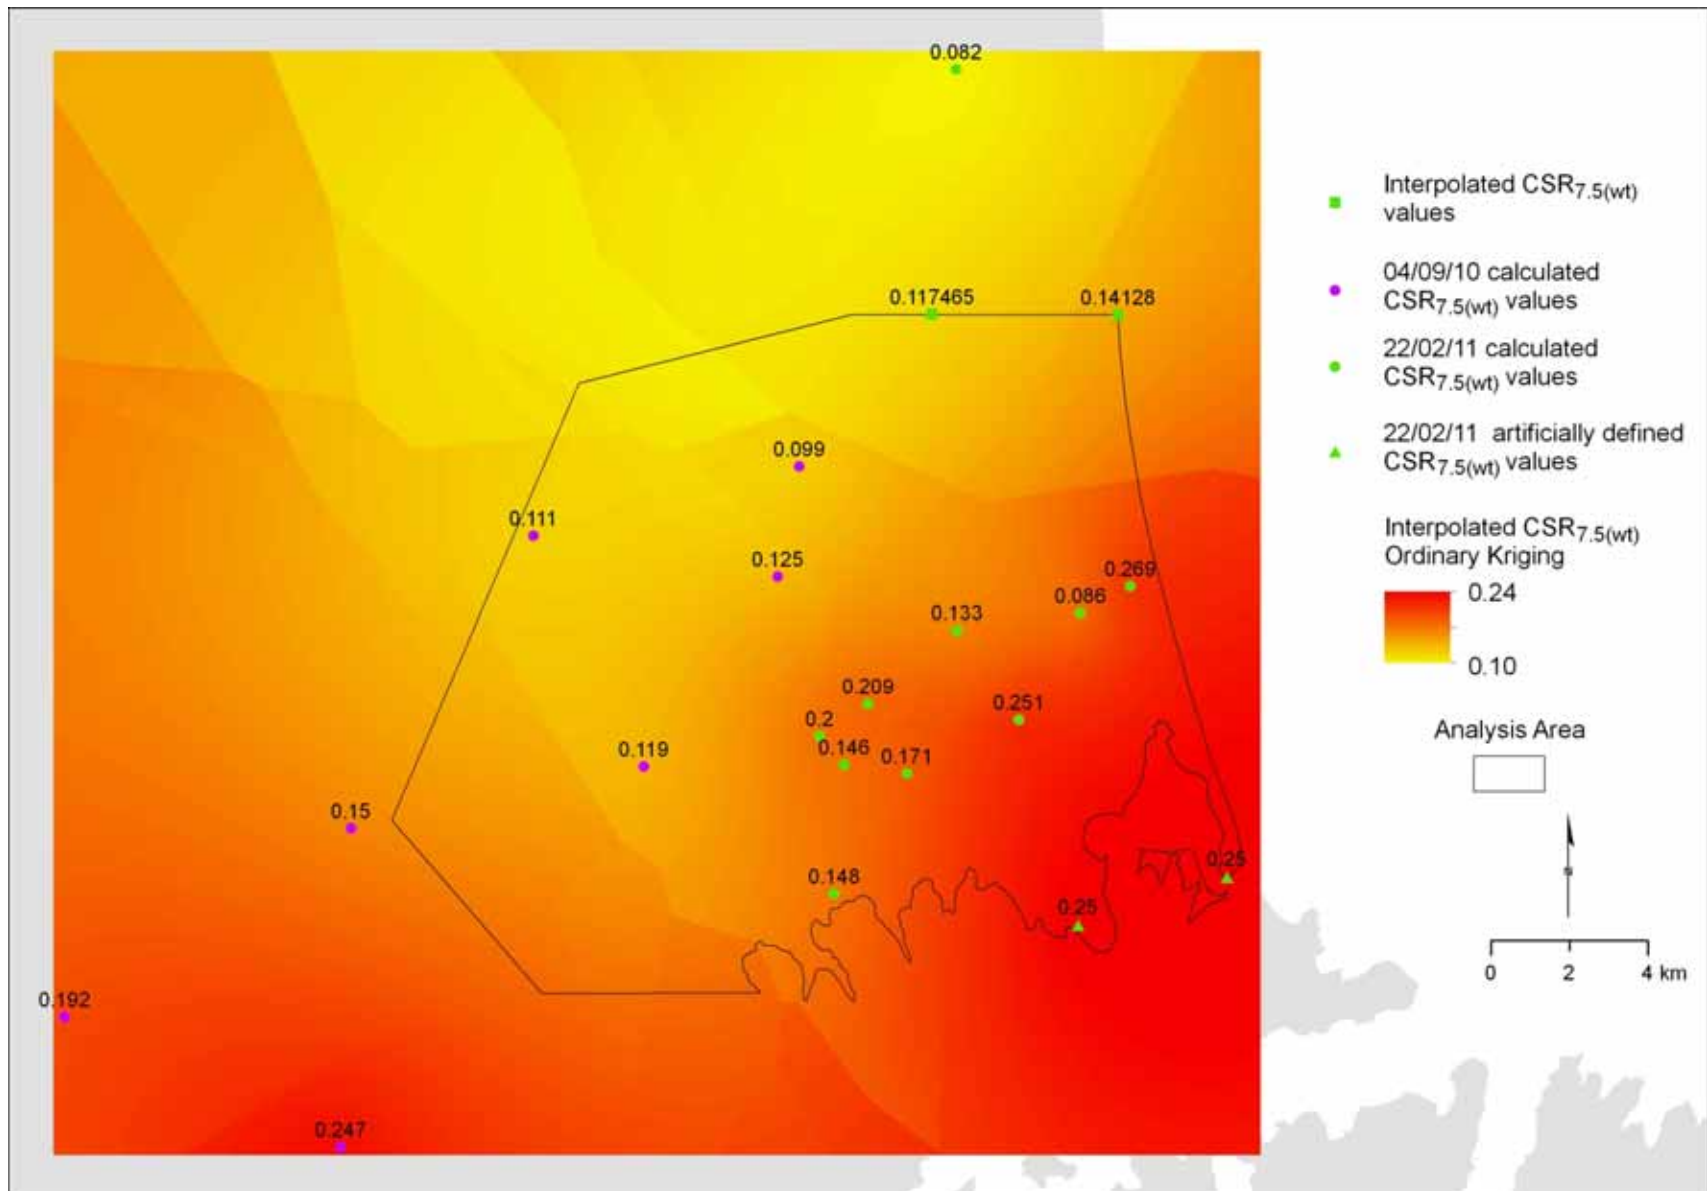 0.082
0.117465
0.14128
0.099
0.111
0.125
0.269
0.086
0.133
0.209
0.251
0.2
0.146
0.171
0.119
0.15
0.148
0.25
0.25
0.192
0.247
Interpolated CSR7.5(wt)
values
04/09/10 calculated
CSR7.5(wt) values
22/02/11 calculated
CSR7.5(wt) values
22/02/11 artificially defined
CSR7.5(wt) values
Interpolated CSR7.5(wt)
Ordinary Kriging
0.24
0.10
Analysis Area
0 2 4 km